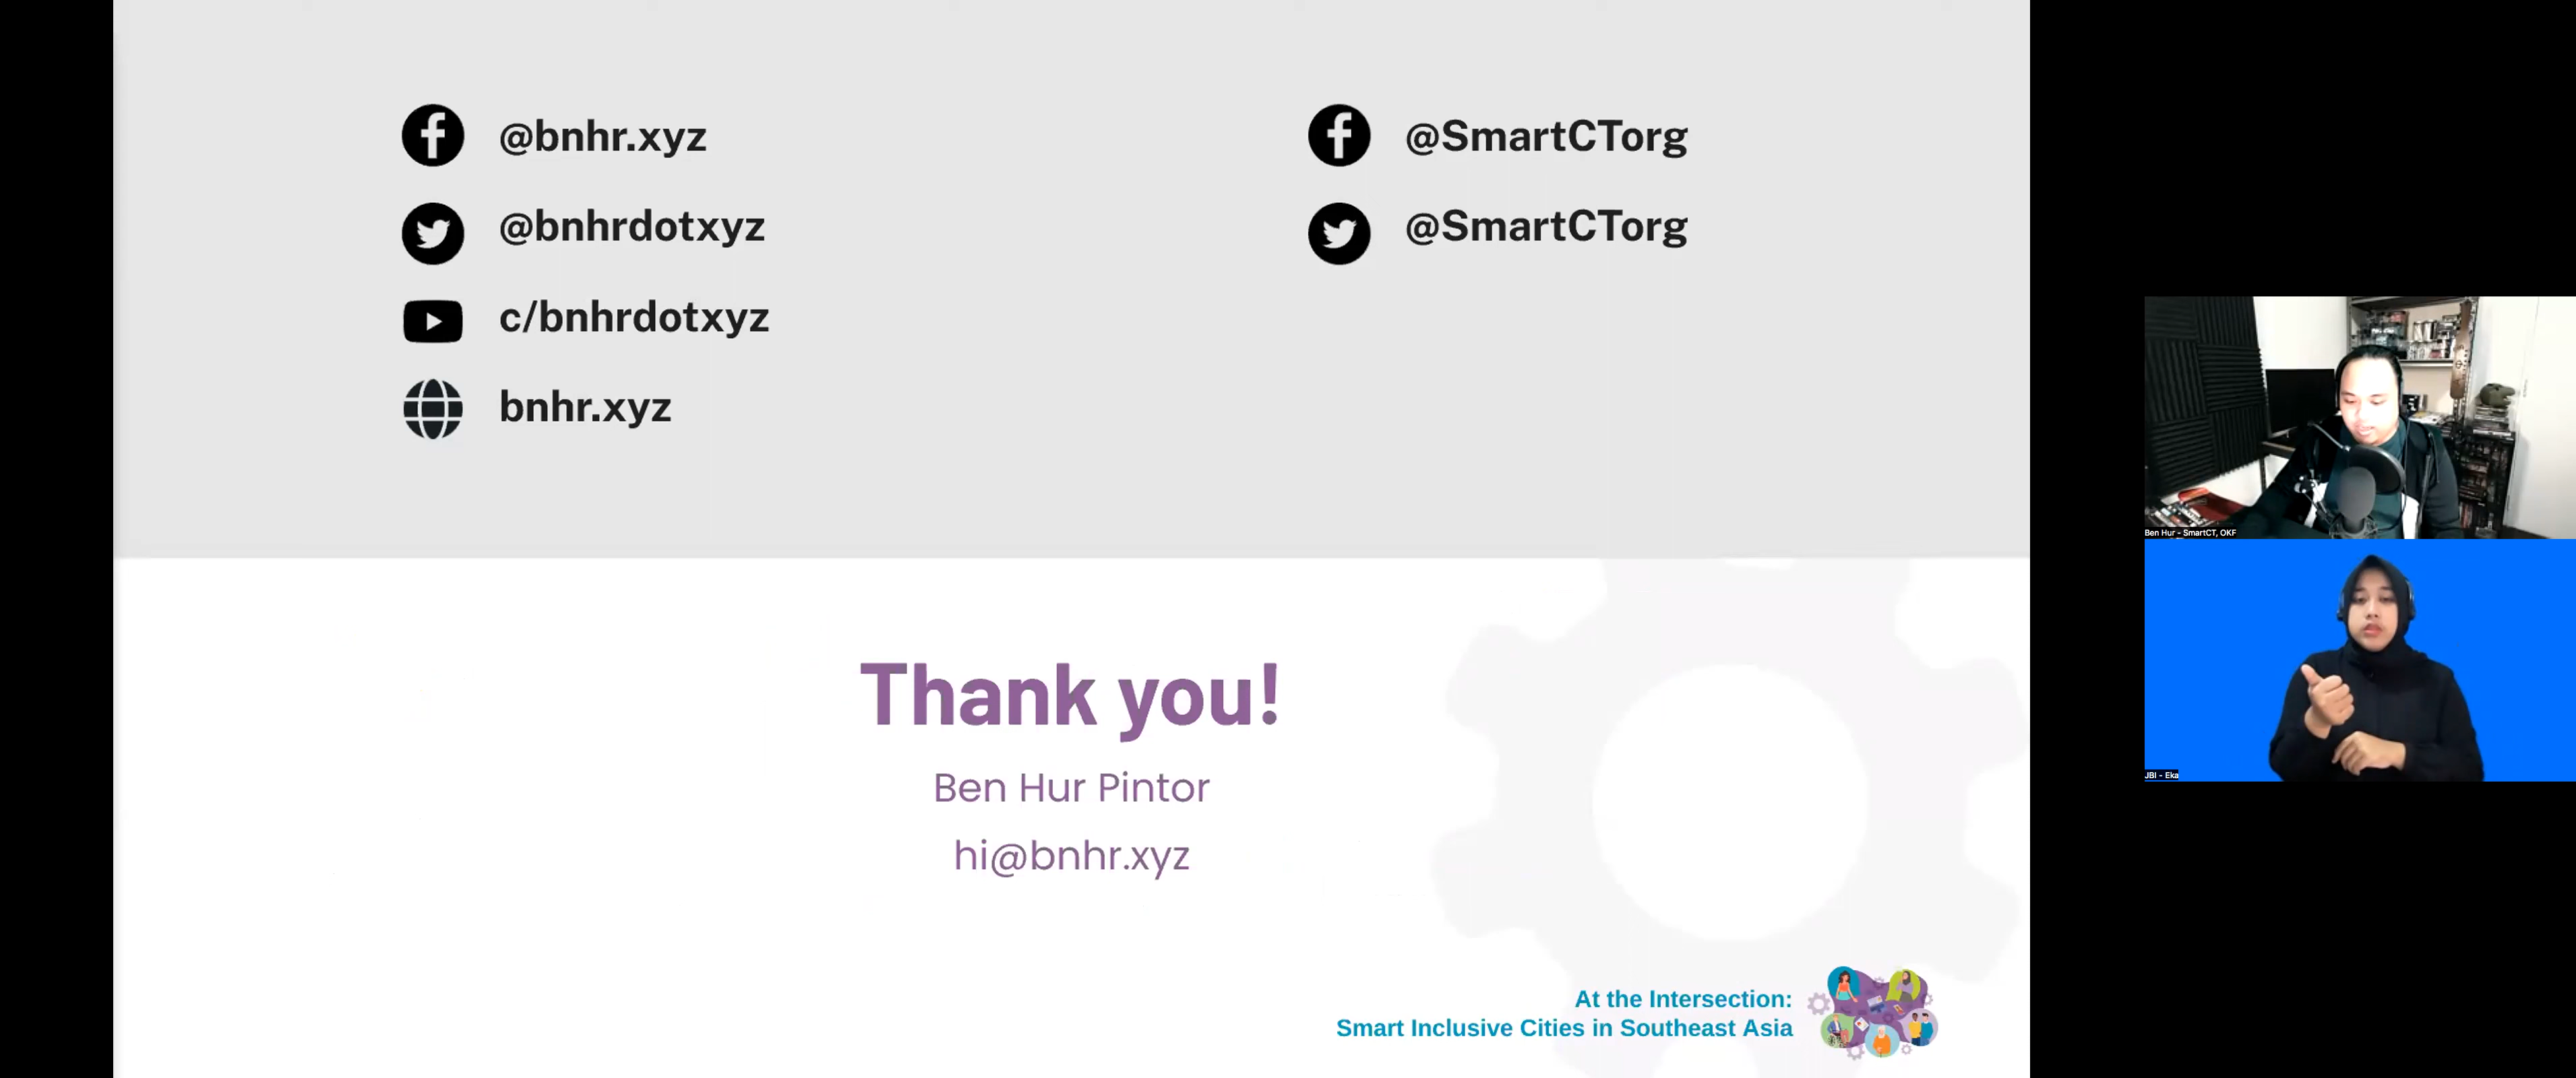 @bnhr.xyz
@bnhrdotxyz
c/bnhrdotxyz
bnhr.xyz
@SmartCTorg
@SmartCTorg
Thank you!
Ben Hur Pintor
hi@bnhr.xyz
At the Intersection:
Smart Inclusive Cities in Southeast Asia
Ben Hur - SmartCT, OKF
JBI - Eka